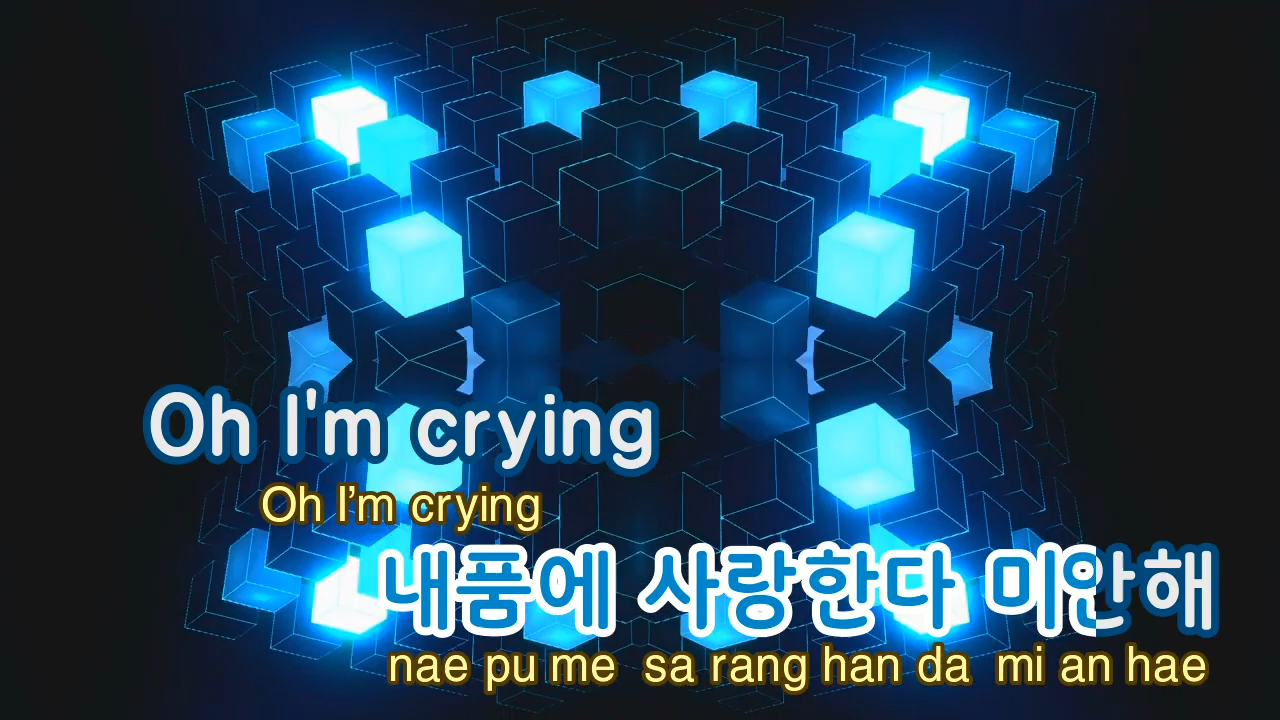 Oh I'm crying
Oh I’m crying
내품에 사랑한다 미안해
nae pu me sa rang han da mi an hae